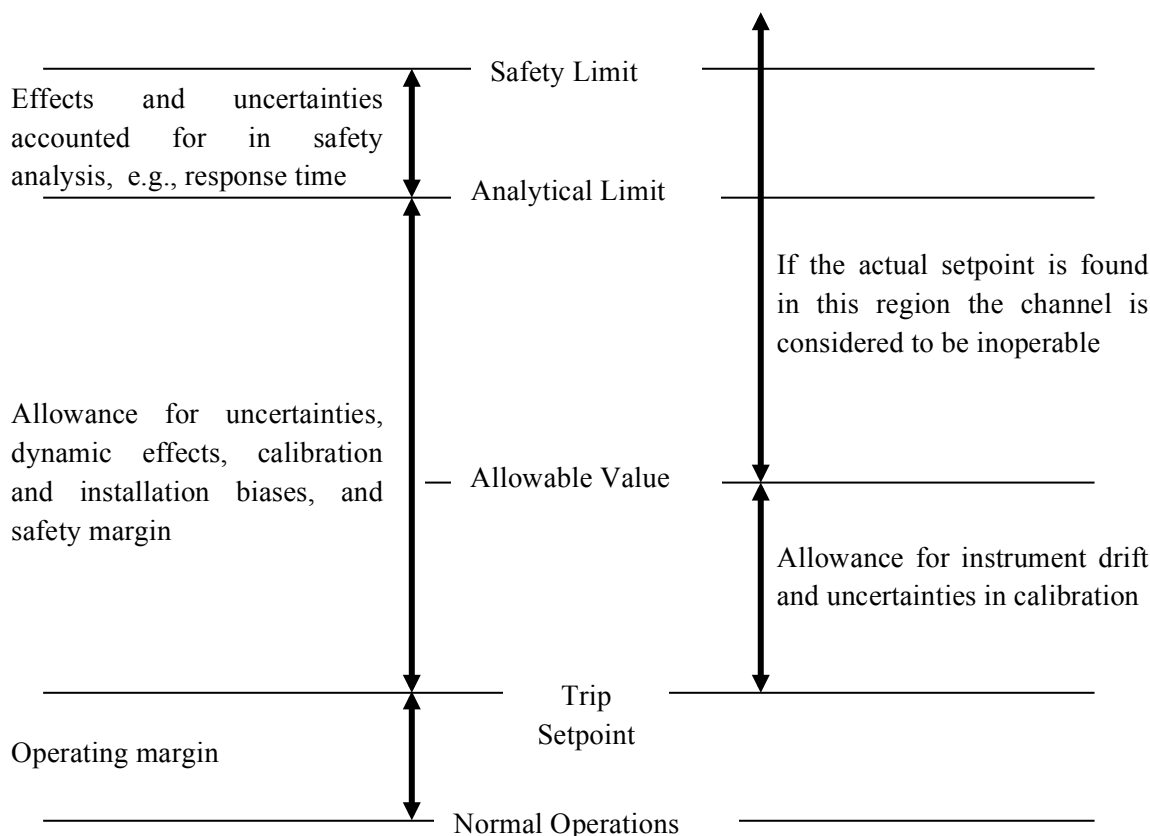 Safety Limit
Effects and uncertainties
accounted for in safety
analysis, e.g., response time
Analytical Limit
If the actual setpoint is found
in this region the channel is
considered to be inoperable
Allowance for uncertainties,
dynamic effects, calibration
and installation biases, and
safety margin
Allowable Value
Allowance for instrument drift
and uncertainties in calibration
Trip
Setpoint
Operating margin
Normal Operations